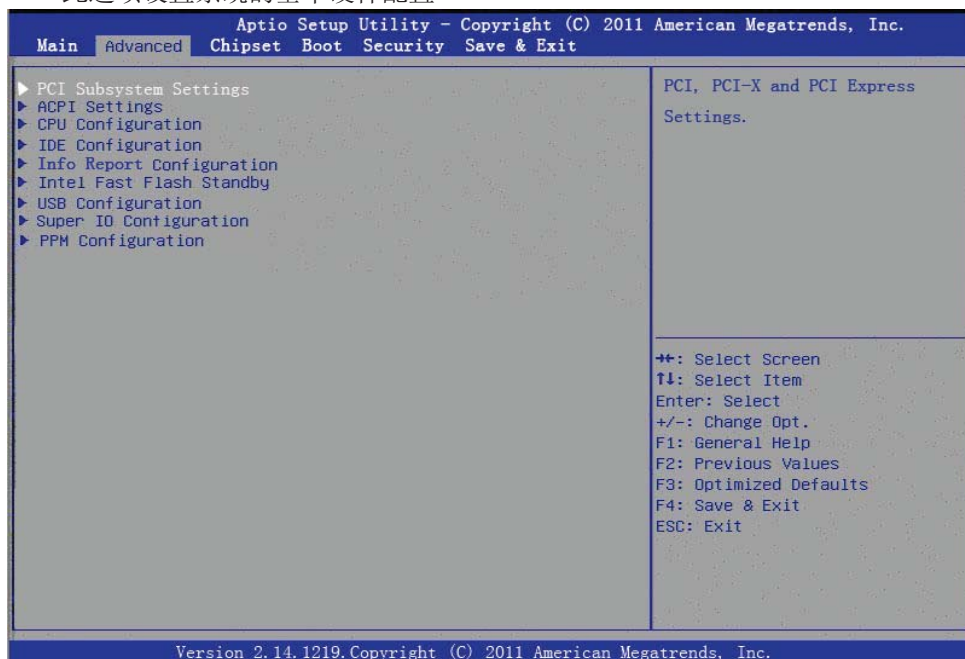 Aptio Setup Utility - Copyright (C) 2011 American Megatrends, Inc.
Main Advanced Chipset Boot Security Save & Exit
PCI Subsystem Settings
ACPI Settings
CPU Configuration
IDE Configuration
Info Report Configuration
Intel Fast Flash Standby
USB Configuration
Super IO Configuration
PPM Configuration
PCI, PCI-X and PCI Express
Settings.
→←: Select Screen
↑↓: Select Item
Enter: Select
+/-: Change Opt.
F1: General Help
F2: Previous Values
F3: Optimized Defaults
F4: Save & Exit
ESC: Exit
Version 2.14.1219.Copyright (C) 2011 American Megatrends, Inc.